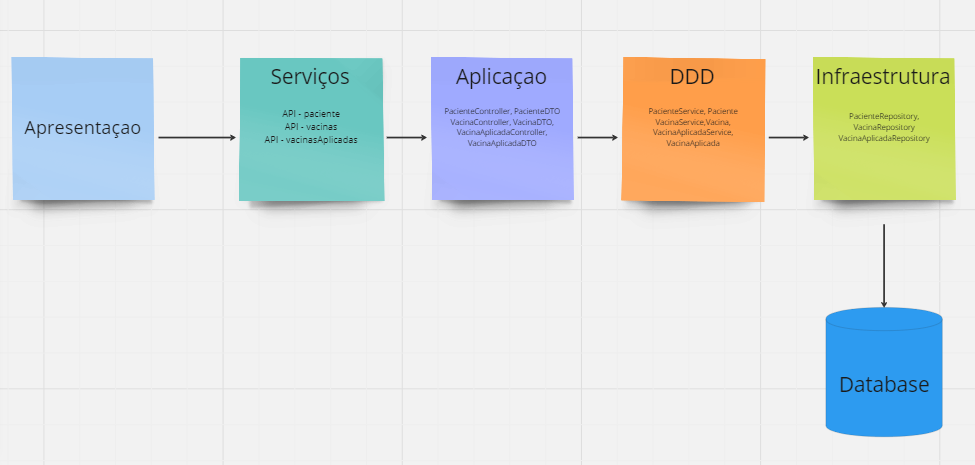 Apresentaçao
Serviços
API - paciente
API - vacinas
API - vacinasAplicadas
Aplicaçao
PacienteController, PacienteDTO
VacinaController, VacinaDTO,
VacinaAplicadaController,
VacinaAplicadaDTO
DDD
PacienteService, Paciente
VacinaService,Vacina,
VacinaAplicadaService,
VacinaAplicada
Infraestrutura
PacienteRepository,
VacinaRepository
VacinaAplicadaRepository
Database